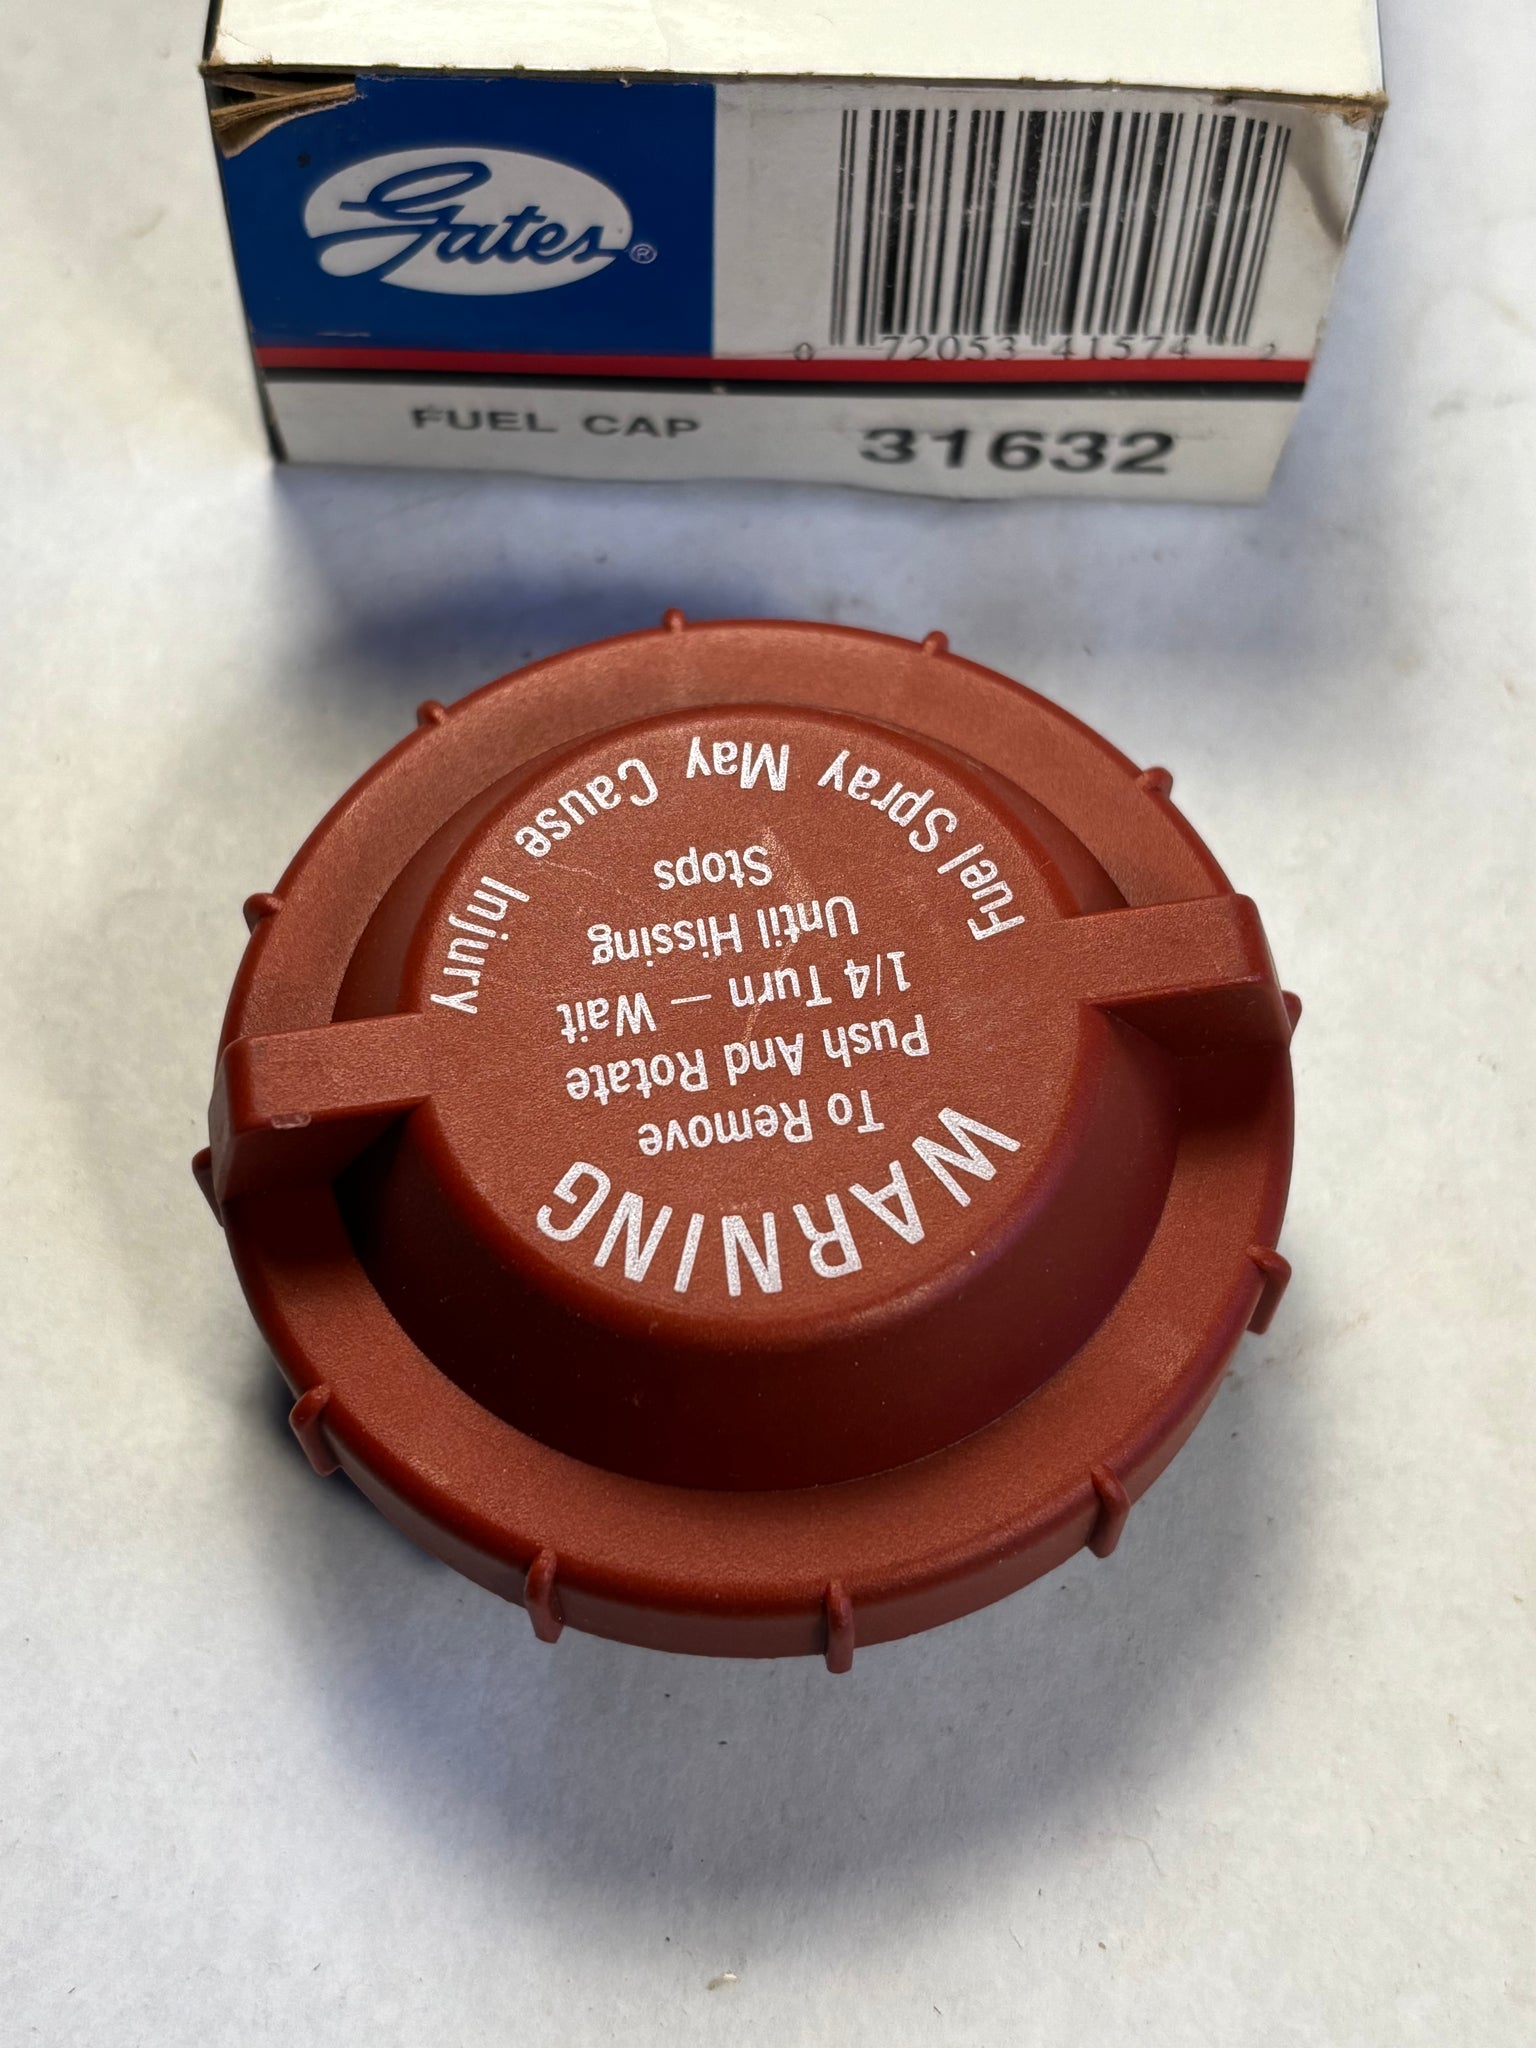 Gates®
0 72053 41574 2
FUEL CAP 31632
WARNING
To Remove
Push And Rotate
1/4 Turn — Wait
Until Hissing
Stops
Fuel Spray May Cause Injury